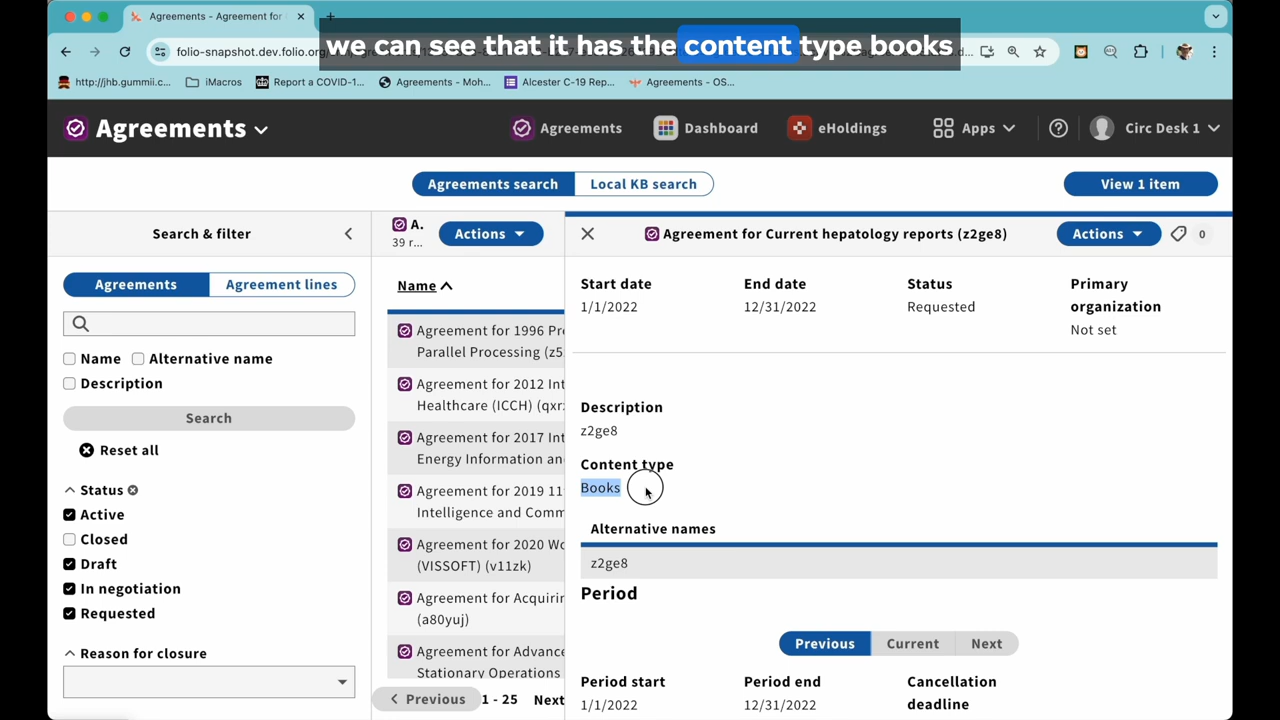 Agreements - Agreement for C
folio-snapshot.dev.folio.org
we can see that it has the content type books
http://jhb.gummii.c...
iMacros
Report a COVID-1...
Agreements - Moh...
Alcester C-19 Rep...
Agreements - OS...
Agreements
Agreements
Dashboard
eHoldings
Apps
Circ Desk 1
Agreements search
Local KB search
View 1 item
Search & filter
A.
39 r...
Actions
Agreement for Current hepatology reports (z2ge8)
Actions
0
Agreements
Agreement lines
Name
Alternative name
Description
Search
Reset all
Status
Active
Closed
Draft
In negotiation
Requested
Reason for closure
Name
Agreement for 1996 Pr
Parallel Processing (z5
Agreement for 2012 Int
Healthcare (ICCH) (qxr
Agreement for 2017 Int
Energy Information an
Agreement for 2019 11
Intelligence and Comm
Agreement for 2020 Wo
(VISSOFT) (v11zk)
Agreement for Acquirin
(a80yuj)
Agreement for Advance
Stationary Operations
Previous
1 - 25
Next
Start date
1/1/2022
End date
12/31/2022
Status
Requested
Primary
organization
Not set
Description
z2ge8
Content type
Books
Alternative names
z2ge8
Period
Previous
Current
Next
Period start
1/1/2022
Period end
12/31/2022
Cancellation
deadline